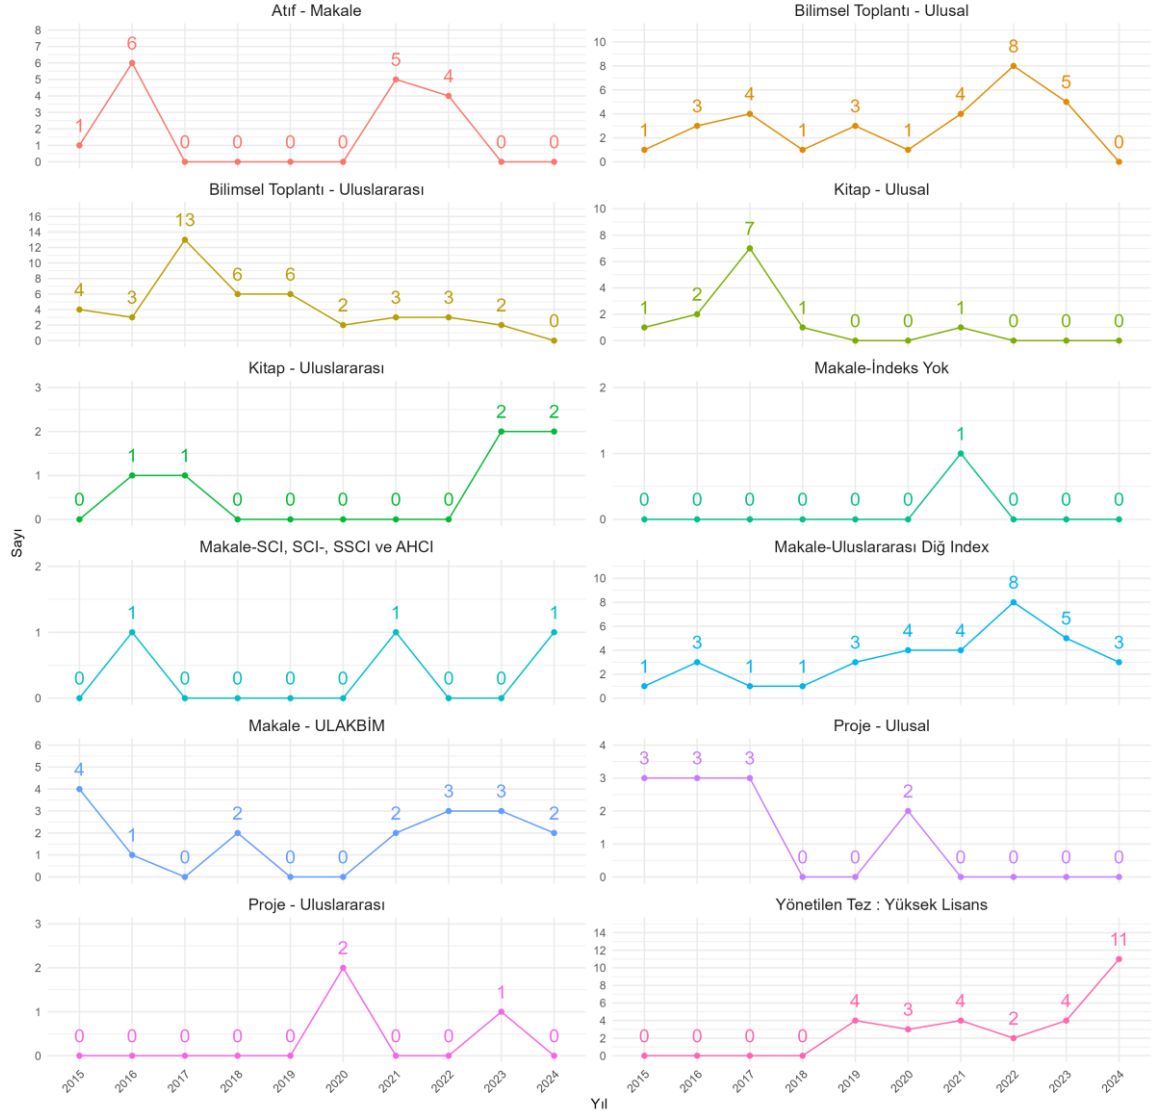 Atıf - Makale
8
7
6
5
4
3
2
1
0
1 6 0 0 0 0 5 4 0 0
Bilimsel Toplantı - Ulusal
10
8
6
4
2
0
1 3 4 1 3 1 4 8 5 0
Bilimsel Toplantı - Uluslararası
16
14
12
10
8
6
4
2
0
4 3 13 6 6 2 3 3 2 0
Kitap - Ulusal
10
8
6
4
2
0
1 2 7 1 0 0 1 0 0 0
Kitap - Uluslararası
3
2
1
0
0 1 1 0 0 0 0 0 2 2
Makale-İndeks Yok
2
1
0
0 0 0 0 0 0 1 0 0 0
Sayı
Makale-SCI, SCI-, SSCI ve AHCI
2
1
0
0 1 0 0 0 0 1 0 0 1
Makale-Uluslararası Diğ Index
10
8
6
4
2
0
1 3 1 1 3 4 4 8 5 3
Makale - ULAKBİM
6
5
4
3
2
1
0
4 1 0 2 0 0 2 3 3 2
Proje - Ulusal
4
3
2
1
0
3 3 3 0 0 2 0 0 0 0
Proje - Uluslararası
3
2
1
0
0 0 0 0 0 2 0 0 1 0
2015 2016 2017 2018 2019 2020 2021 2022 2023 2024
Yönetilen Tez : Yüksek Lisans
14
12
10
8
6
4
2
0
0 0 0 0 4 3 4 2 4 11
2015 2016 2017 2018 2019 2020 2021 2022 2023 2024
Yıl